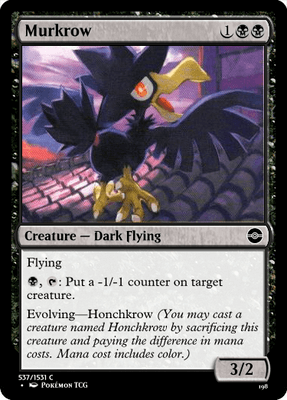 Murkrow 1
Creature — Dark Flying
Flying
, : Put a -1/-1 counter on target
creature.
Evolving—Honchkrow (You may cast
a creature named Honchkrow by sacrificing this
creature and paying the difference in mana
costs. Mana cost includes color.)
3/2
537/1531 C
• Pokémon TCG
198